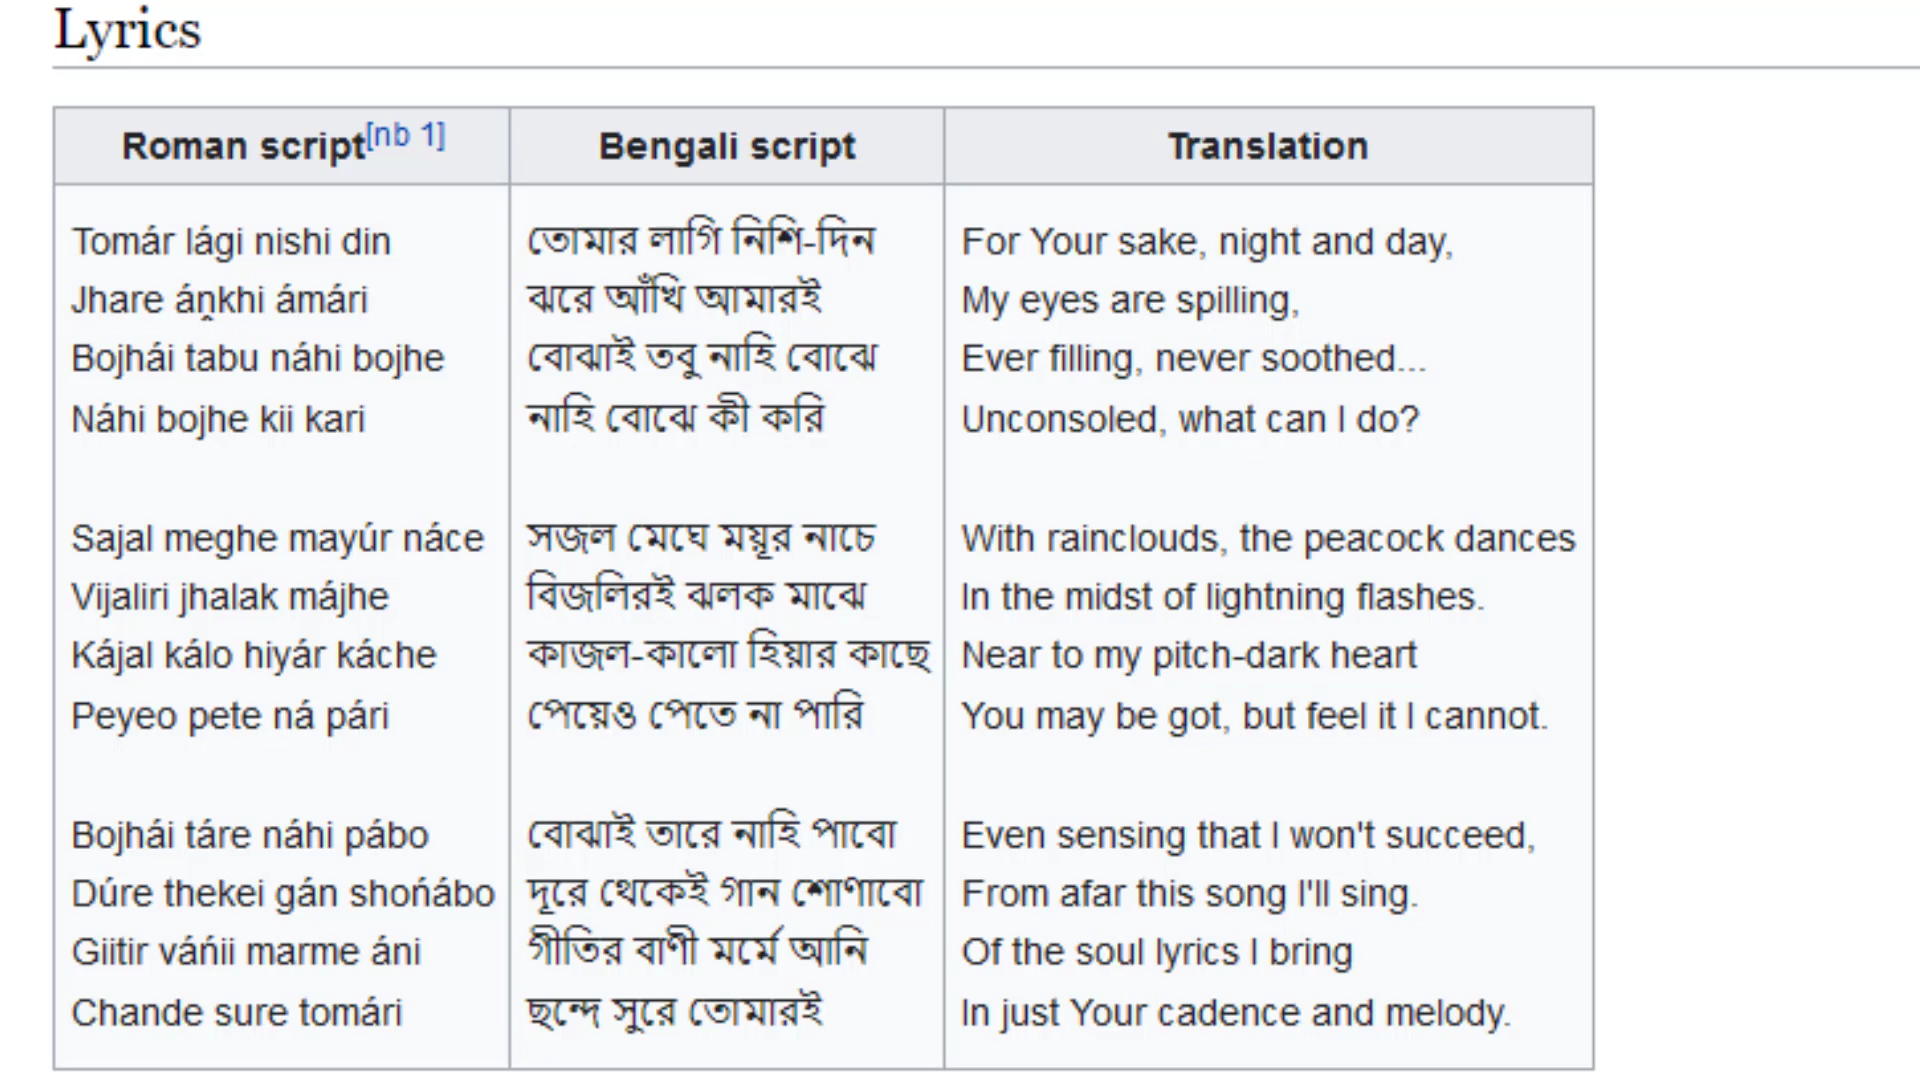 Lyrics
Roman script[nb 1] Bengali script Translation
Tomár lági nishi din তোমার লাগি নিশি-দিন For Your sake, night and day,
Jhare áṋkhi ámári ঝরে আঁখি আমারই My eyes are spilling,
Bojhái tabu náhi bojhe বোঝাই তবু নাহি বোঝে Ever filling, never soothed...
Náhi bojhe kii kari নাহি বোঝে কী করি Unconsoled, what can I do?
Sajal meghe mayúr náce সজল মেঘে ময়ূর নাচে With rainclouds, the peacock dances
Vijaliri jhalak májhe বিজলিরই ঝলক মাঝে In the midst of lightning flashes.
Kájal kálo hiyár káche কাজল-কালো হিয়ার কাছে Near to my pitch-dark heart
Peyeo pete ná pári পেয়েও পেতে না পারি You may be got, but feel it I cannot.
Bojhái táre náhi pábo বোঝাই তারে নাহি পাবো Even sensing that I won't succeed,
Dúre thekei gán shońábo দূরে থেকেই গান শোণাবো From afar this song I'll sing.
Giitir váńii marme áni গীতির বাণী মর্মে আনি Of the soul lyrics I bring
Chande sure tomári ছন্দে সুরে তোমারই In just Your cadence and melody.